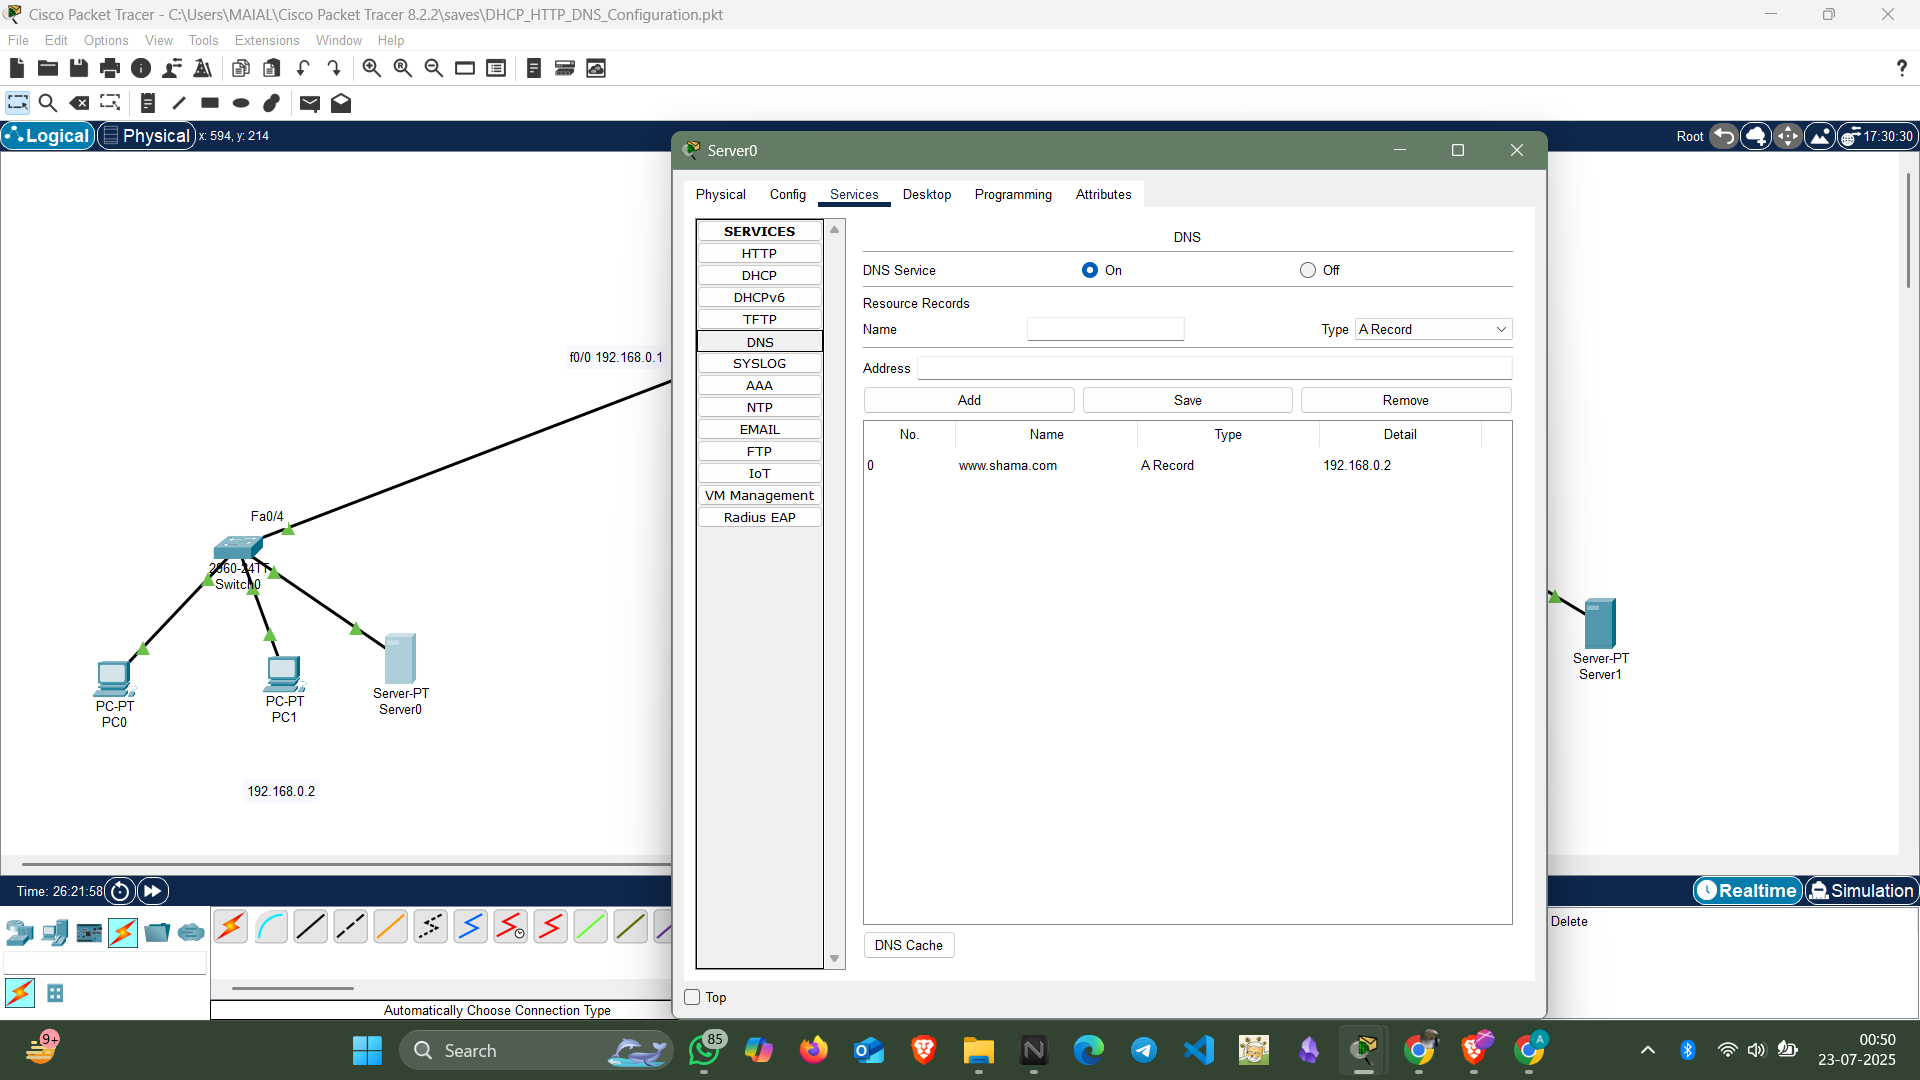 Cisco Packet Tracer - C:\Users\MAIAL\Cisco Packet Tracer 8.2.2\saves\DHCP_HTTP_DNS_Configuration.pkt
File Edit Options View Tools Extensions Window Help
?
Logical Physical x: 594, y: 214 Root 17:30:30
Server0
Physical Config Services Desktop Programming Attributes
SERVICES
HTTP
DHCP
DHCPv6
TFTP
DNS
SYSLOG
AAA
NTP
EMAIL
FTP
IoT
VM Management
Radius EAP
DNS
DNS Service On Off
Resource Records
Name Type A Record
Address
Add Save Remove
No. Name Type Detail
0 www.shama.com A Record 192.168.0.2
DNS Cache
Top
f0/0 192.168.0.1
Fa0/4
2960-24TT
Switch0
PC-PT
PC0
PC-PT
PC1
Server-PT
Server0
Server-PT
Server1
192.168.0.2
Time: 26:21:58 Realtime Simulation
Delete
Automatically Choose Connection Type
9+
Search
85
N
A
00:50
23-07-2025